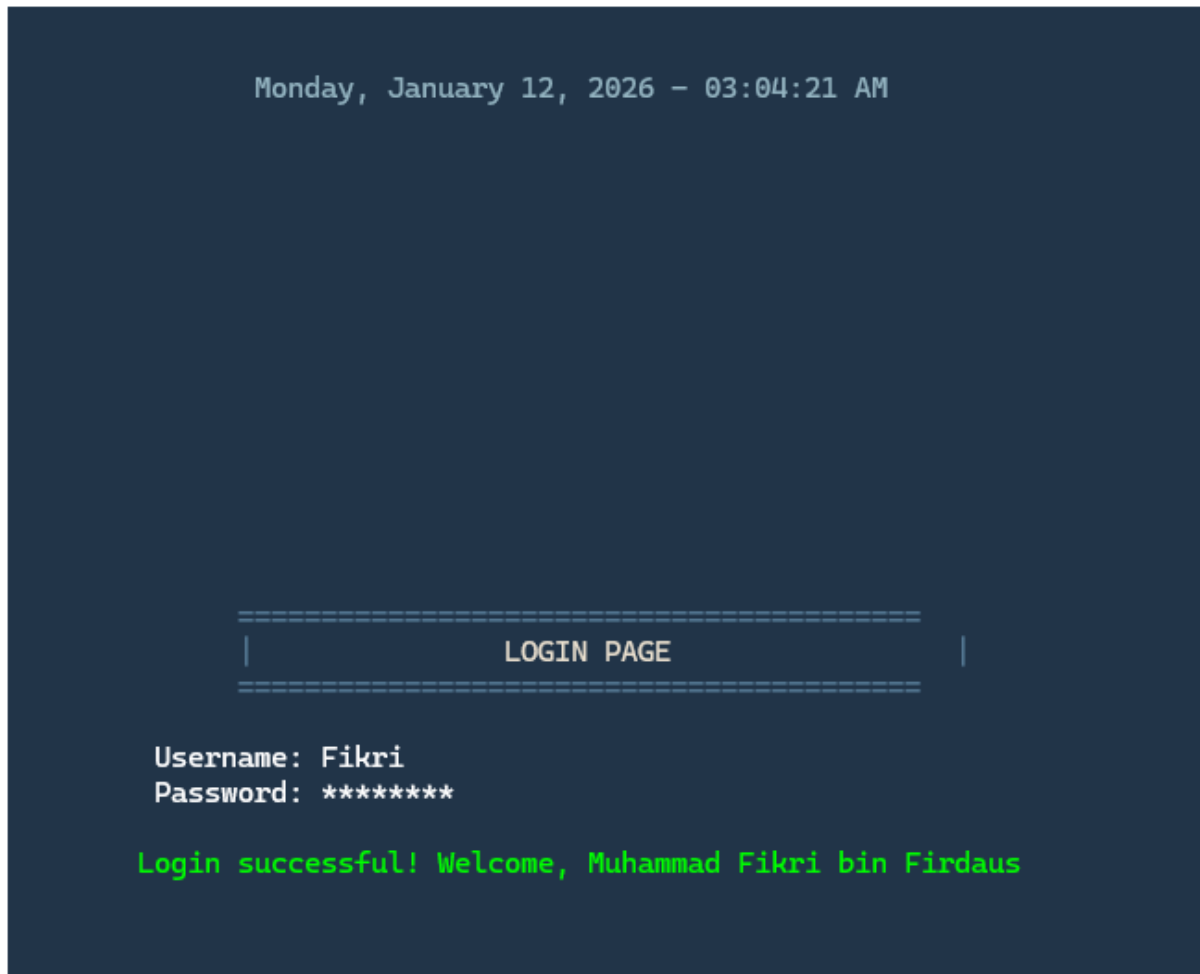 Monday, January 12, 2026 - 03:04:21 AM
=========================================
| LOGIN PAGE |
=========================================
Username: Fikri
Password: ********
Login successful! Welcome, Muhammad Fikri bin Firdaus